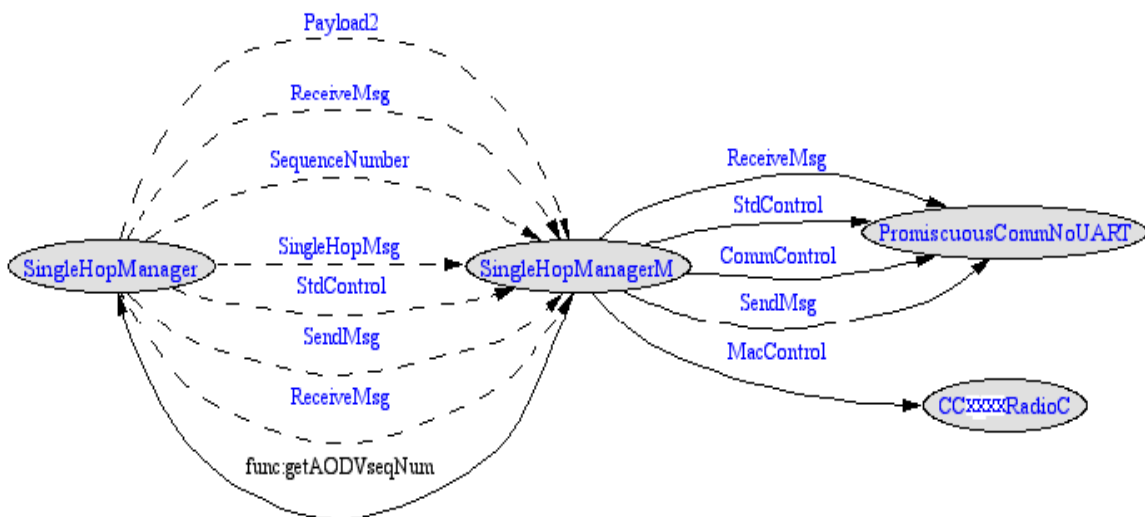 Payload2
ReceiveMsg
SequenceNumber
SingleHopManager
SingleHopMsg
StdControl
SendMsg
ReceiveMsg
func:getAODVseqNum
SingleHopManagerM
ReceiveMsg
StdControl
CommControl
SendMsg
MacControl
PromiscuousCommNoUART
CCxxxxRadioC